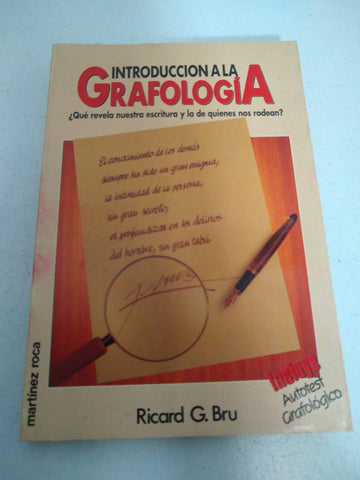 INTRODUCCION A LA
GRAFOLOGÍA
¿Qué revela nuestra escritura y la de quienes nos rodean?
El conocimiento de los demás
siempre ha sido un gran enigma,
la intimidad de la persona,
un gran secreto;
el profundizar en los delirios
del hombre, un gran tabú.
incluye
Autotest
Grafológico
martínez roca
Ricard G. Bru